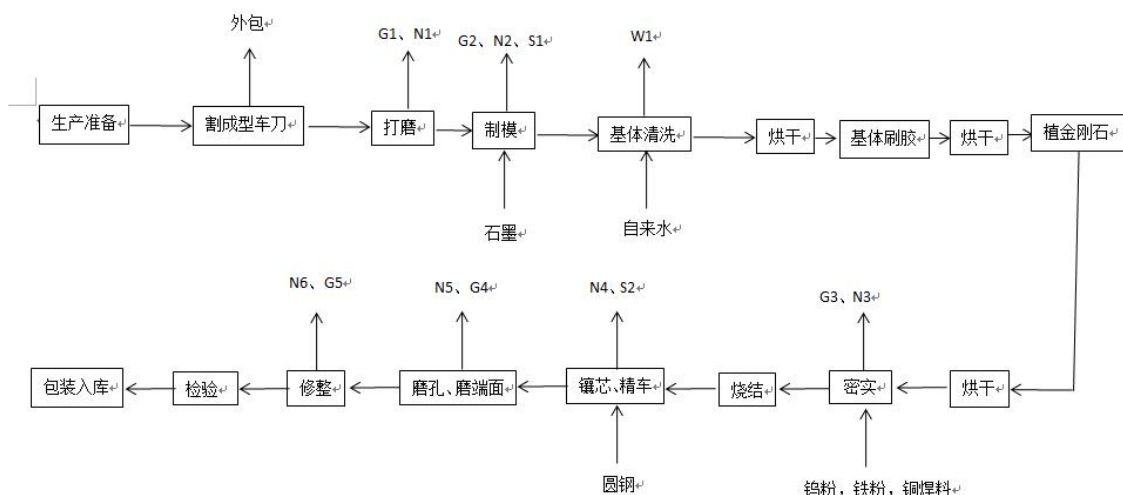 外包
G1、N1
G2、N2、S1
W1
生产准备
割成型车刀
打磨
制模
基体清洗
烘干
基体刷胶
烘干
植金刚石
石墨
自来水
N6、G5
N5、G4
N4、S2
G3、N3
包装入库
检验
修整
磨孔、磨端面
镶芯、精车
烧结
密实
烘干
圆钢
钨粉，铁粉，铜焊料